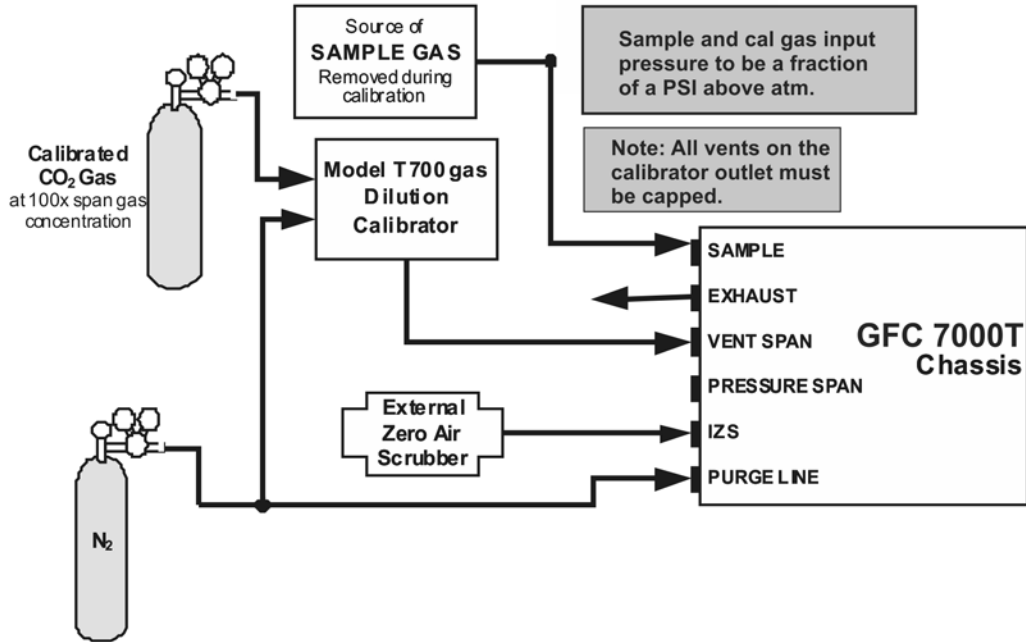 Source of
SAMPLE GAS
Removed during
calibration
Sample and cal gas input
pressure to be a fraction
of a PSI above atm.
Note: All vents on the
calibrator outlet must
be capped.
Calibrated
CO₂ Gas
at 100x span gas
concentration
Model T700 gas
Dilution
Calibrator
SAMPLE
EXHAUST
VENT SPAN
PRESSURE SPAN
IZS
PURGE LINE
GFC 7000T
Chassis
External
Zero Air
Scrubber
N₂